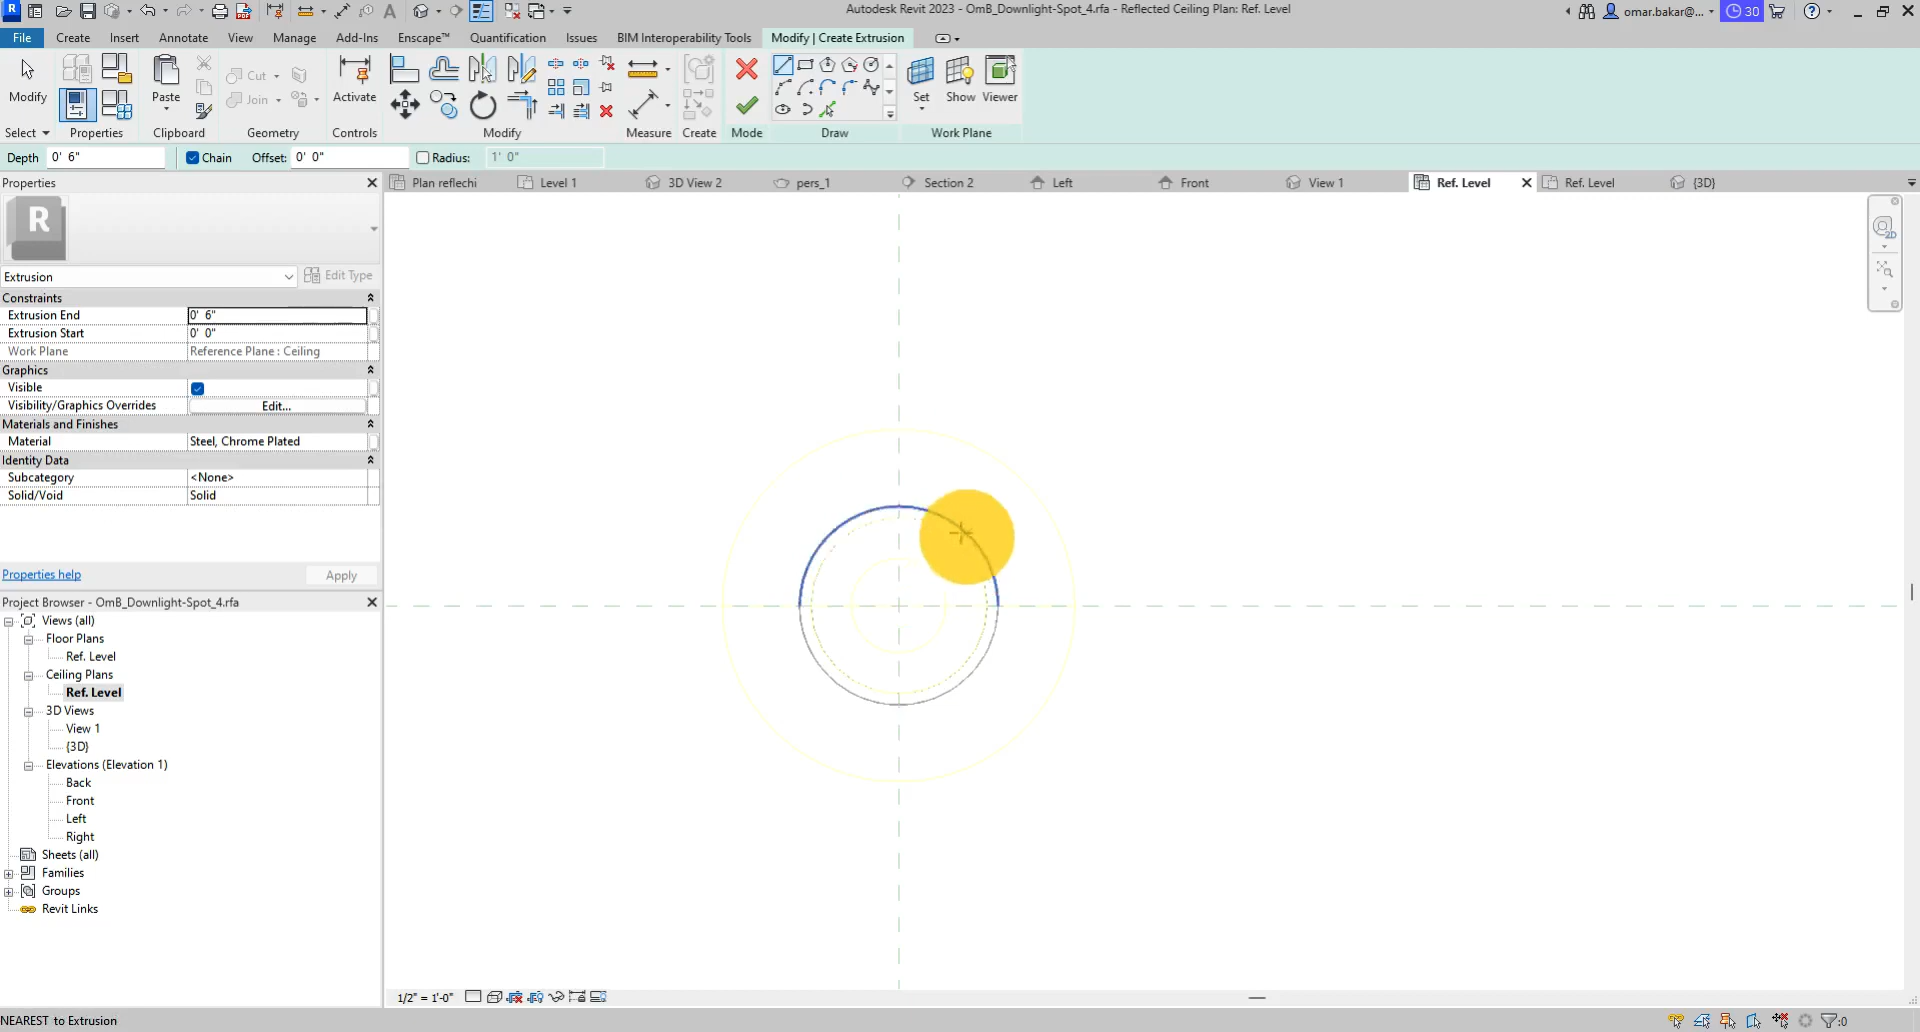 Autodesk Revit 2023 - OmB_Downlight-Spot_4.rfa - Reflected Ceiling Plan: Ref. Level
omar.bakar@...
30
File Create Insert Annotate View Manage Add-Ins Enscape™ Quantification Issues BIM Interoperability Tools Modify | Create Extrusion
Cut
Join
Modify Paste Activate Set Show Viewer
Select Properties Clipboard Geometry Controls Modify Measure Create Mode Draw Work Plane
Depth 0' 6" Chain Offset: 0' 0" Radius: 1' 0"
Properties
Plan reflechi Level 1 3D View 2 pers_1 Section 2 Left Front View 1 Ref. Level Ref. Level {3D}
R
2D
Extrusion Edit Type
Constraints
Extrusion End 0' 6"
Extrusion Start 0' 0"
Work Plane Reference Plane : Ceiling
Graphics
Visible
Visibility/Graphics Overrides Edit...
Materials and Finishes
Material Steel, Chrome Plated
Identity Data
Subcategory <None>
Solid/Void Solid
Properties help Apply
Project Browser - OmB_Downlight-Spot_4.rfa
Views (all)
Floor Plans
Ref. Level
Ceiling Plans
Ref. Level
3D Views
View 1
{3D}
Elevations (Elevation 1)
Back
Front
Left
Right
Sheets (all)
Families
Groups
Revit Links
1/2" = 1'-0"
NEAREST to Extrusion
:0